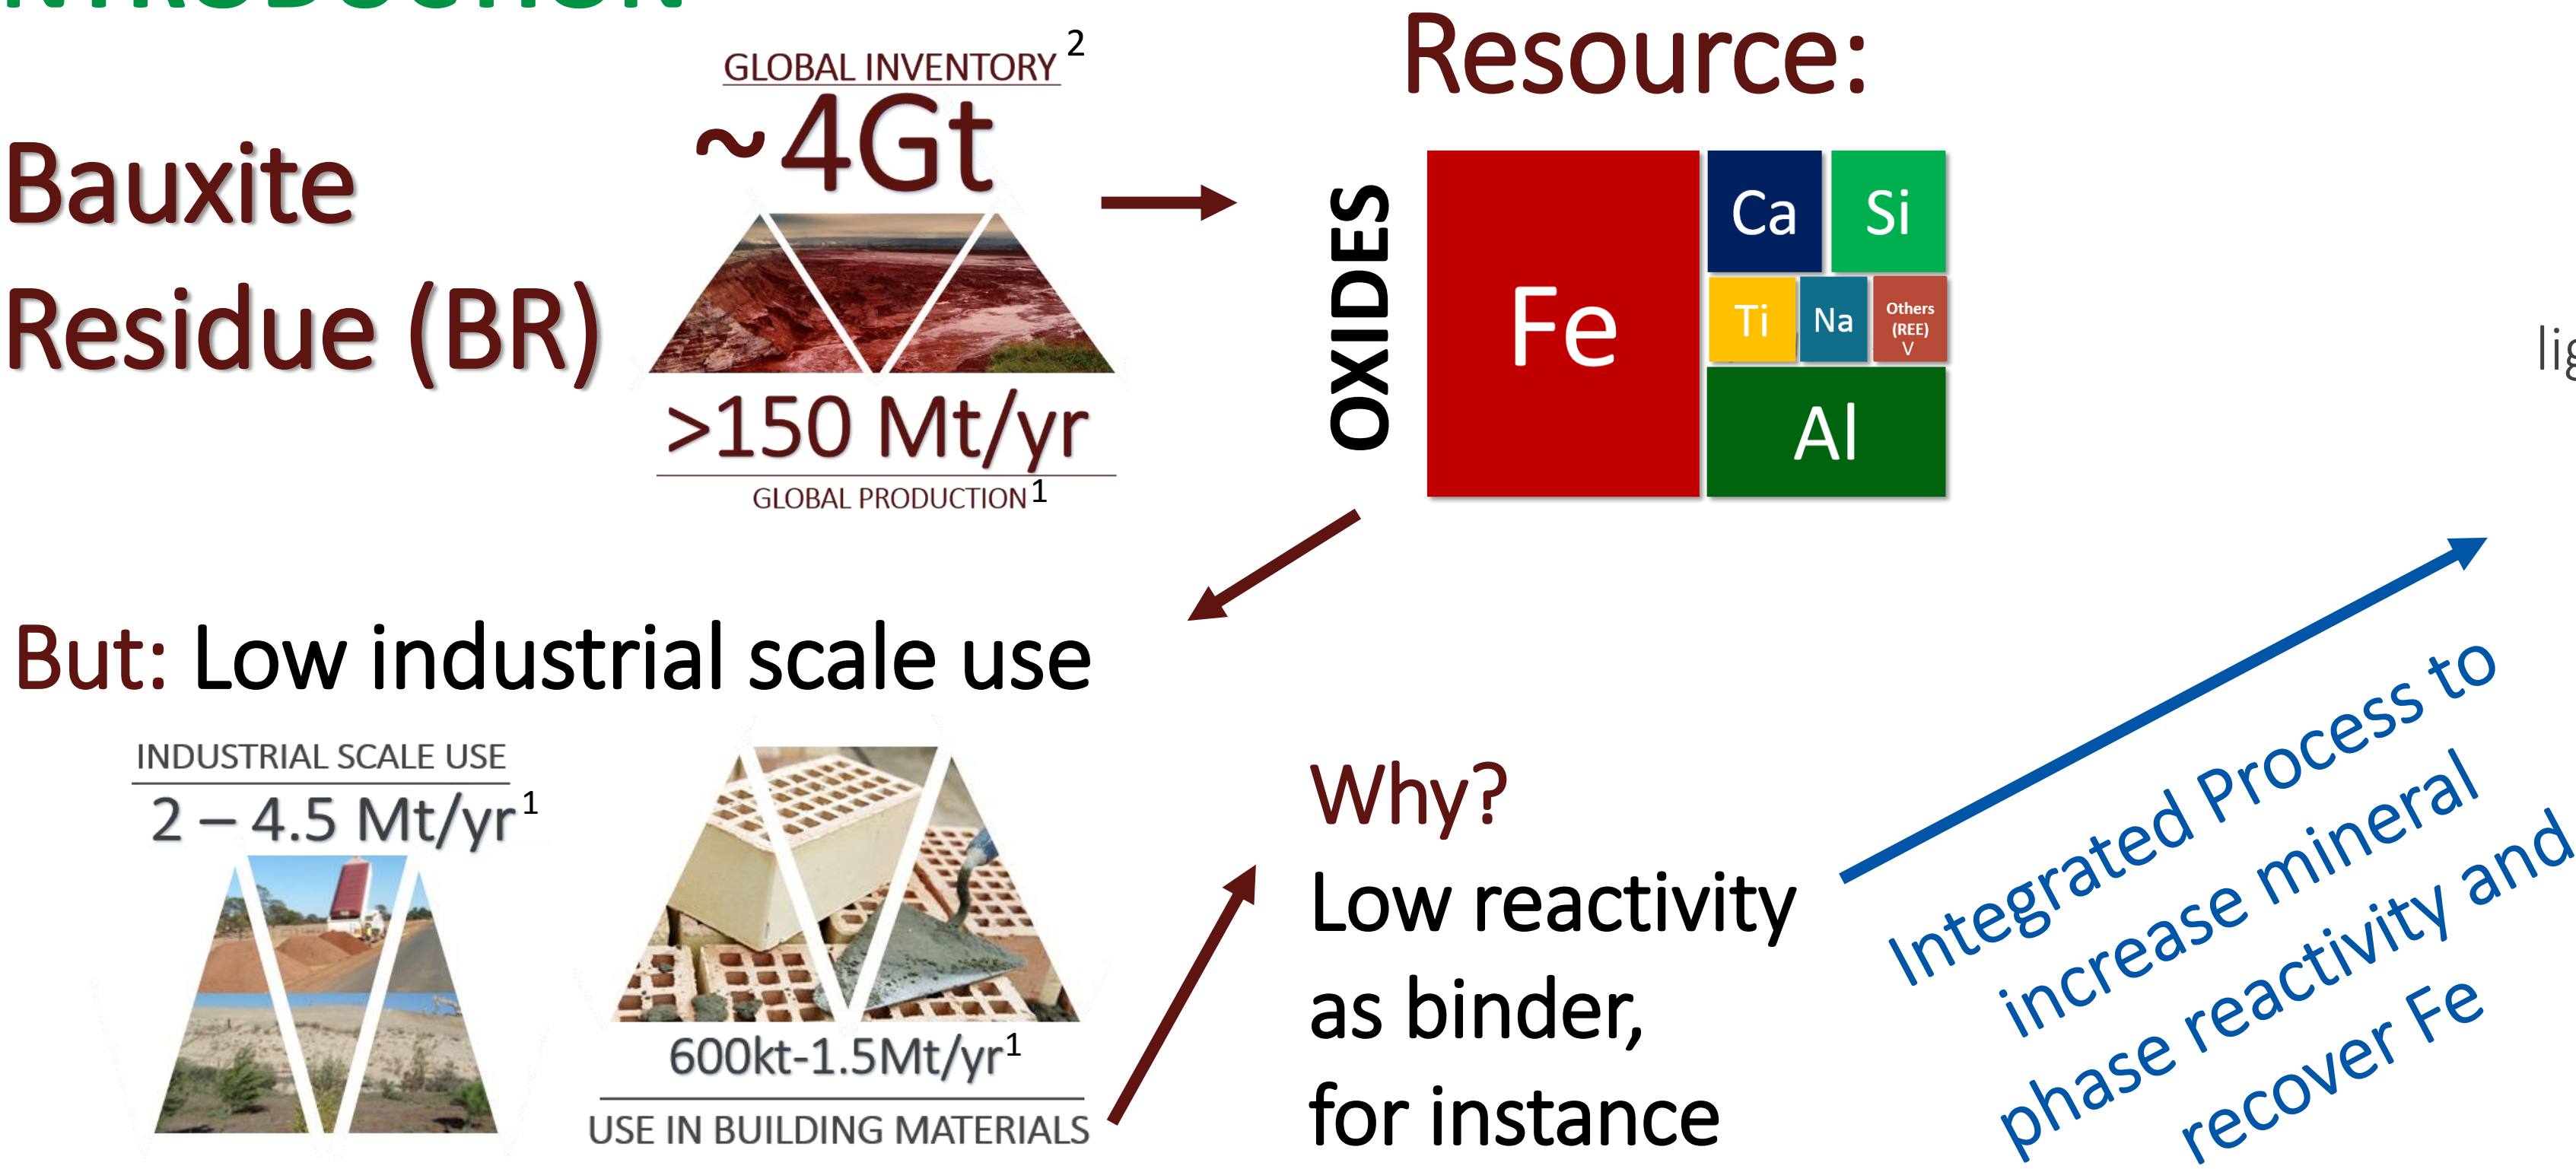 Bauxite
Residue (BR)
GLOBAL INVENTORY 2
~4Gt
>150 Mt/yr
GLOBAL PRODUCTION 1
Resource:
OXIDES
Fe
Ca
Si
Ti
Na
Others
(REE)
V
Al
But: Low industrial scale use
INDUSTRIAL SCALE USE
2 – 4.5 Mt/yr 1
600kt-1.5Mt/yr1
USE IN BUILDING MATERIALS
Why?
Low reactivity
as binder,
for instance
Integrated Process to
increase mineral
phase reactivity and
recover Fe